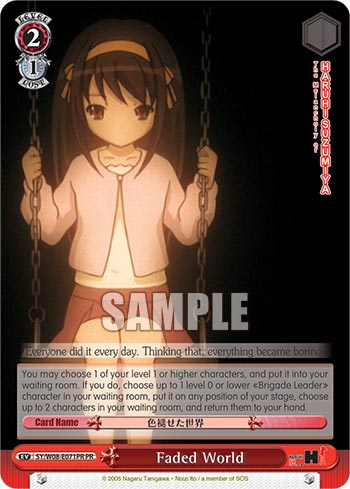 LEVEL
2
1
COST
The Melancholy of
HARUHI SUZUMIYA
SAMPLE
"Everyone did it every day. Thinking that, everything became boring
You may choose 1 of your level 1 or higher characters, and put it into your
waiting room. If you do, choose up to 1 level 0 or lower «Brigade Leader»
character in your waiting room, put it on any position of your stage, choose
up to 2 cards in your waiting room, and return them to your hand.
Card Name 色褪せた世界
EV SY/W08-E071PR PR Faded World
© 2006 Nagaru Tanigawa • Noizi Ito / a member of SOS